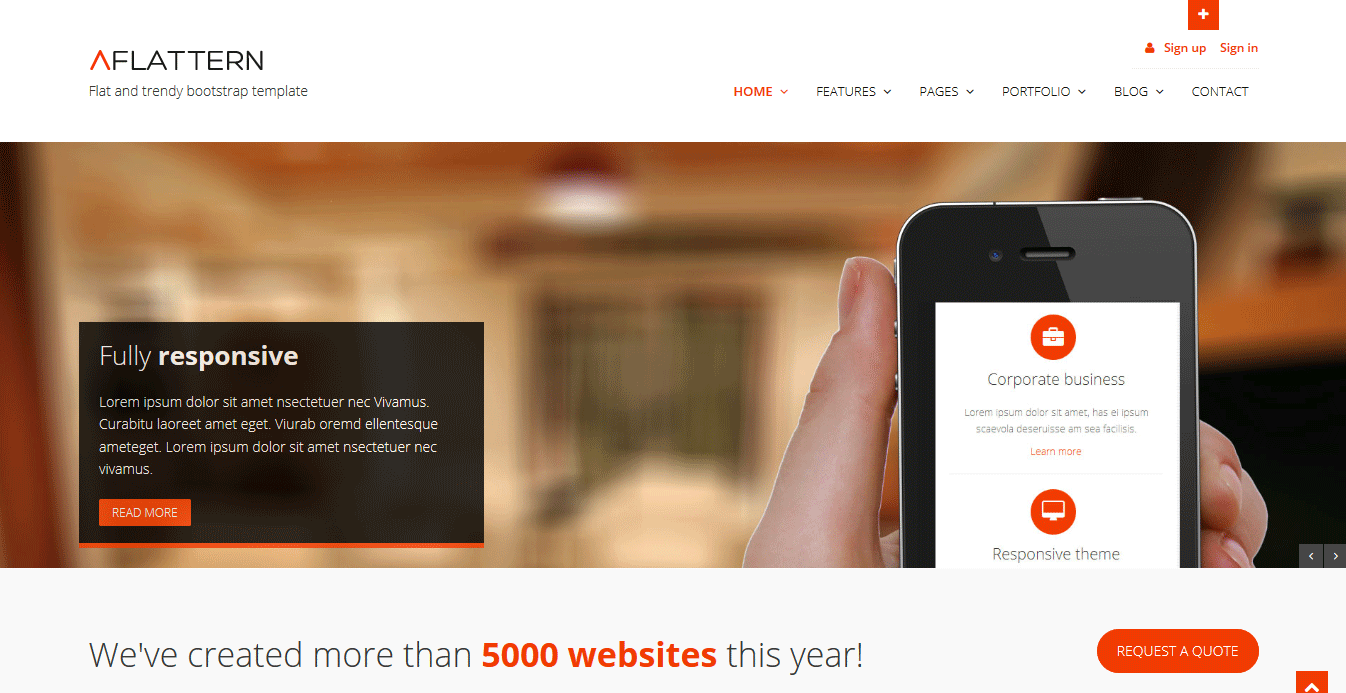 Sign up Sign in
AFLATTERN
Flat and trendy bootstrap template
HOME FEATURES PAGES PORTFOLIO BLOG CONTACT
Fully responsive
Lorem ipsum dolor sit amet nsectetuer nec Vivamus.
Curabitu laoreet amet eget. Viurab oremd ellentesque
ameteget. Lorem ipsum dolor sit amet nsectetuer nec
vivamus.
READ MORE
Corporate business
Lorem ipsum dolor sit amet, has ei ipsum
scaevola deseruisse am sea facilisis.
Learn more
Responsive theme
We've created more than 5000 websites this year!
REQUEST A QUOTE